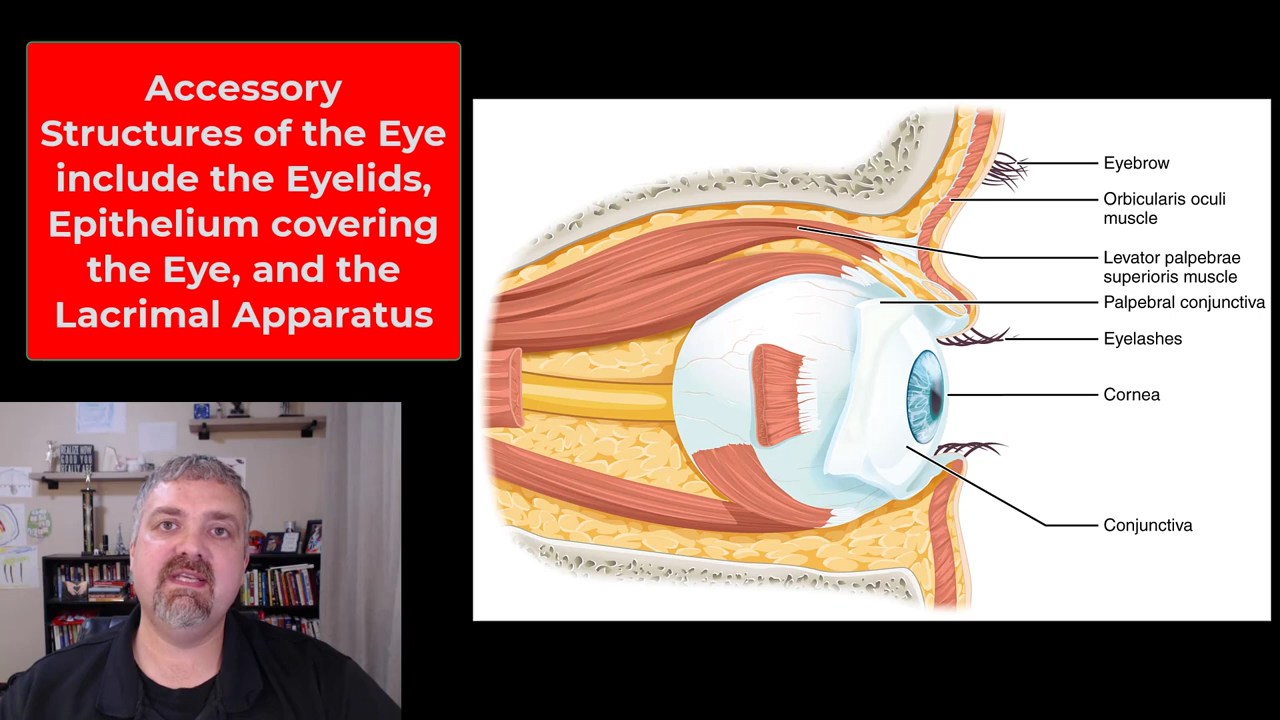 Accessory
Structures of the Eye
include the Eyelids,
Epithelium covering
the Eye, and the
Lacrimal Apparatus
Eyebrow
Orbicularis oculi
muscle
Levator palpebrae
superioris muscle
Palpebral conjunctiva
Eyelashes
Cornea
Conjunctiva